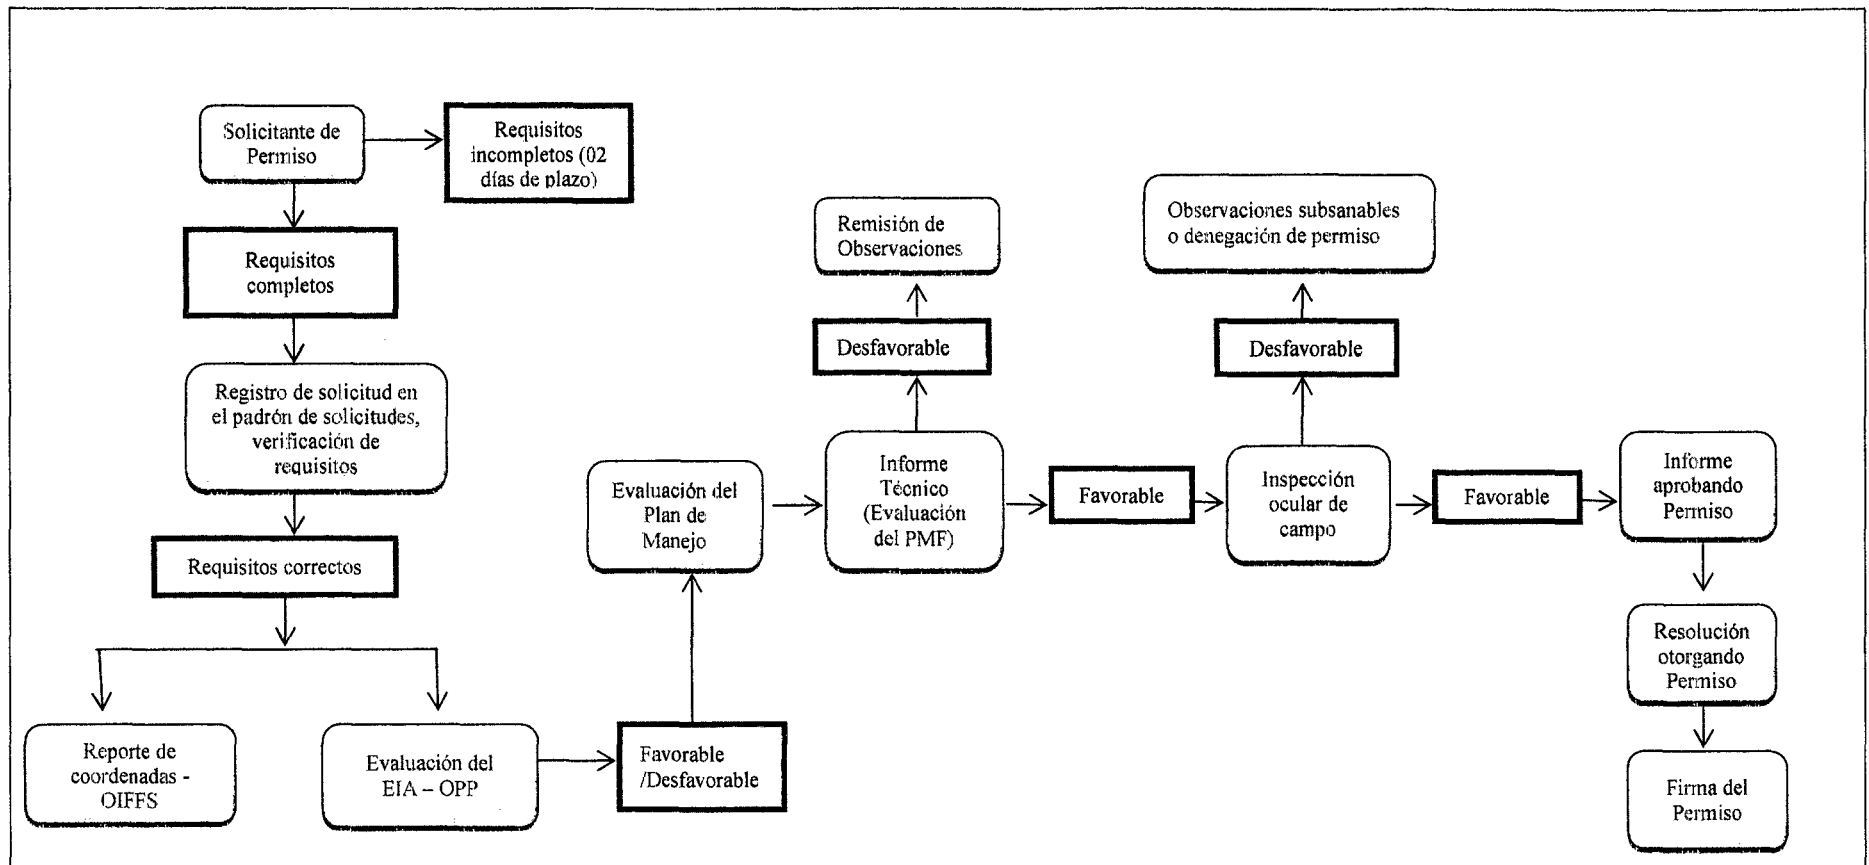 Solicitante de
Permiso
Requisitos
incompletos (02
días de plazo)
Requisitos
completos
Registro de solicitud en
el padrón de solicitudes,
verificación de
requisitos
Requisitos correctos
Reporte de
coordenadas -
OIFFS
Evaluación del
EIA – OPP
Favorable
/Desfavorable
Evaluación del
Plan de
Manejo
Remisión de
Observaciones
Desfavorable
Informe
Técnico
(Evaluación
del PMF)
Favorable
Observaciones subsanables
o denegación de permiso
Desfavorable
Inspección
ocular de
campo
Favorable
Informe
aprobando
Permiso
Resolución
otorgando
Permiso
Firma del
Permiso